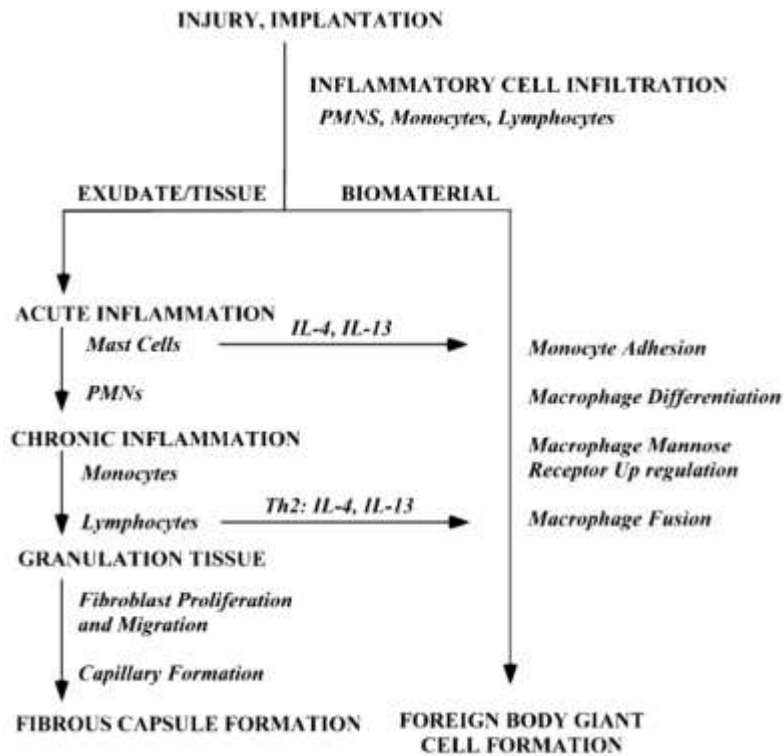 INJURY, IMPLANTATION
INFLAMMATORY CELL INFILTRATION
PMNS, Monocytes, Lymphocytes
EXUDATE/TISSUE
BIOMATERIAL
ACUTE INFLAMMATION
Mast Cells
IL-4, IL-13
PMNs
CHRONIC INFLAMMATION
Monocytes
Lymphocytes
Th2: IL-4, IL-13
GRANULATION TISSUE
Fibroblast Proliferation
and Migration
Capillary Formation
FIBROUS CAPSULE FORMATION
Monocyte Adhesion
Macrophage Differentiation
Macrophage Mannose
Receptor Up regulation
Macrophage Fusion
FOREIGN BODY GIANT
CELL FORMATION